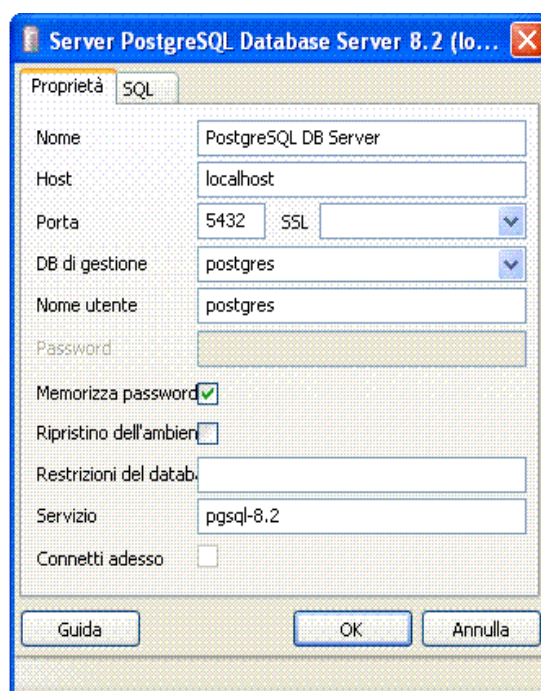 Server PostgreSQL Database Server 8.2 (lo...
Proprietà SQL
Nome PostgreSQL DB Server
Host localhost
Porta 5432 SSL
DB di gestione postgres
Nome utente postgres
Password
Memorizza password
Ripristino dell'ambien
Restrizioni del datab
Servizio pgsql-8.2
Connetti adesso
Guida OK Annulla